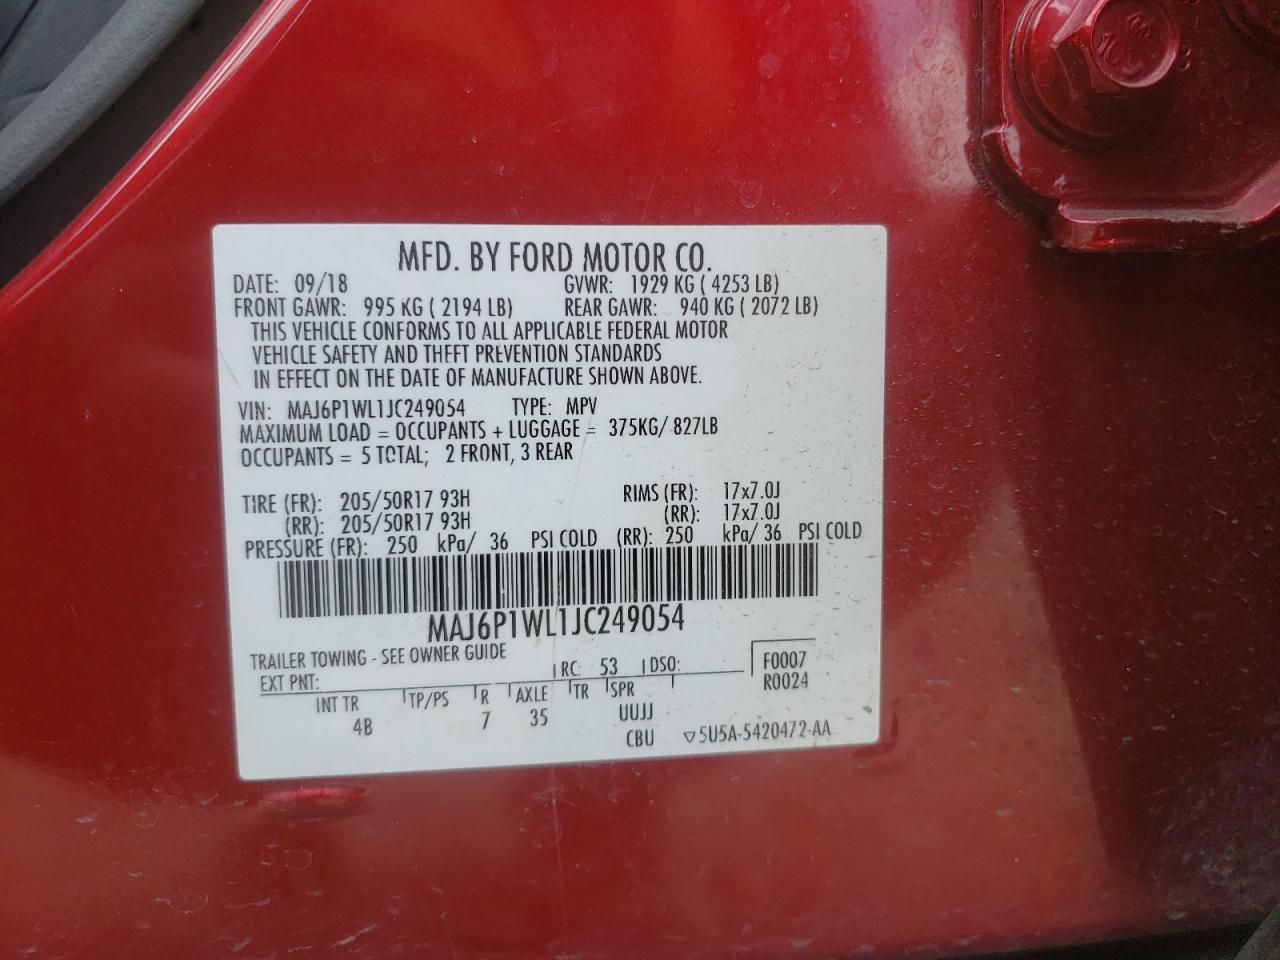 MFD. BY FORD MOTOR CO.
DATE: 09/18 GVWR: 1929 KG ( 4253 LB)
FRONT GAWR: 995 KG ( 2194 LB) REAR GAWR: 940 KG ( 2072 LB)
THIS VEHICLE CONFORMS TO ALL APPLICABLE FEDERAL MOTOR
VEHICLE SAFETY AND THEFT PREVENTION STANDARDS
IN EFFECT ON THE DATE OF MANUFACTURE SHOWN ABOVE.
VIN: MAJ6P1WL1JC249054 TYPE: MPV
MAXIMUM LOAD = OCCUPANTS + LUGGAGE = 375KG/ 827LB
OCCUPANTS = 5 TOTAL; 2 FRONT, 3 REAR
TIRE (FR): 205/50R17 93H RIMS (FR): 17x7.0J
(RR): 205/50R17 93H (RR): 17x7.0J
PRESSURE (FR): 250 kPa/ 36 PSI COLD (RR): 250 kPa/ 36 PSI COLD
MAJ6P1WL1JC249054
TRAILER TOWING - SEE OWNER GUIDE
EXT PNT: RC: 53 DSO: F0007
R0024
INT TR TP/PS R AXLE TR SPR
4B 7 35 UUJJ
CBU ▽5U5A-5420472-AA